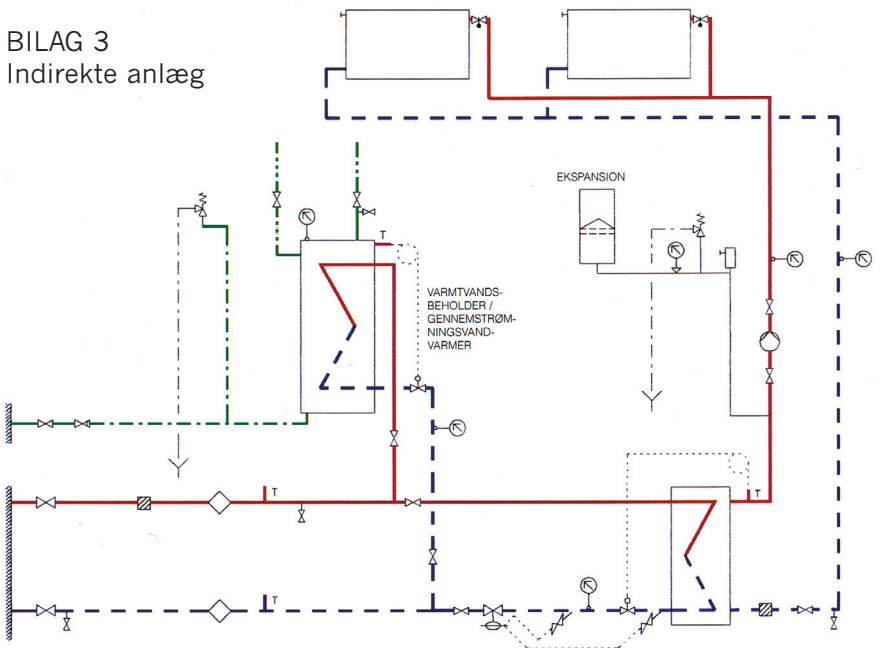 BILAG 3
Indirekte anlæg
EKSPANSION
T
VARMTVANDS-
BEHOLDER /
GENNEMSTRØM-
NINGSVAND-
VARMER
T
T
T